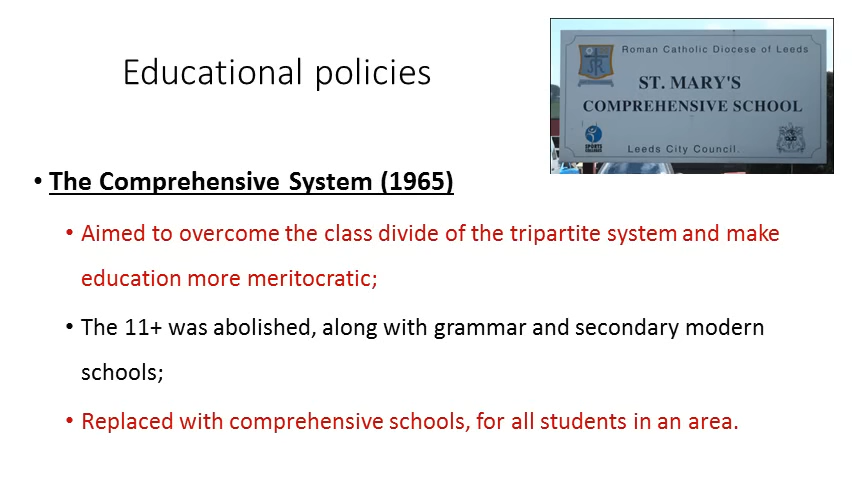 Educational policies
Roman Catholic Diocese of Leeds
ST. MARY'S
COMPREHENSIVE SCHOOL
SPORTS
COLLEGES
Leeds City Council.
• The Comprehensive System (1965)
• Aimed to overcome the class divide of the tripartite system and make
education more meritocratic;
• The 11+ was abolished, along with grammar and secondary modern
schools;
• Replaced with comprehensive schools, for all students in an area.